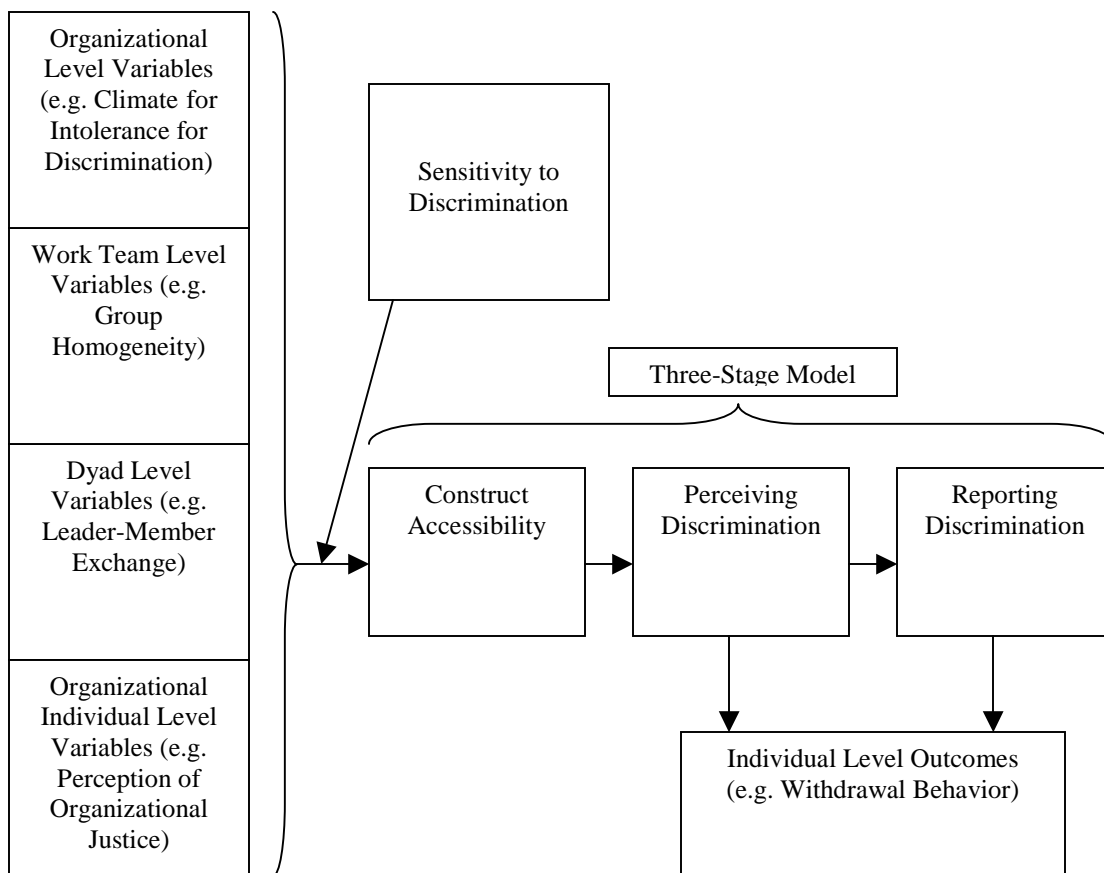 Organizational
Level Variables
(e.g. Climate for
Intolerance for
Discrimination)
Work Team Level
Variables (e.g.
Group
Homogeneity)
Dyad Level
Variables (e.g.
Leader-Member
Exchange)
Organizational
Individual Level
Variables (e.g.
Perception of
Organizational
Justice)
Sensitivity to
Discrimination
Three-Stage Model
Construct
Accessibility
Perceiving
Discrimination
Reporting
Discrimination
Individual Level Outcomes
(e.g. Withdrawal Behavior)